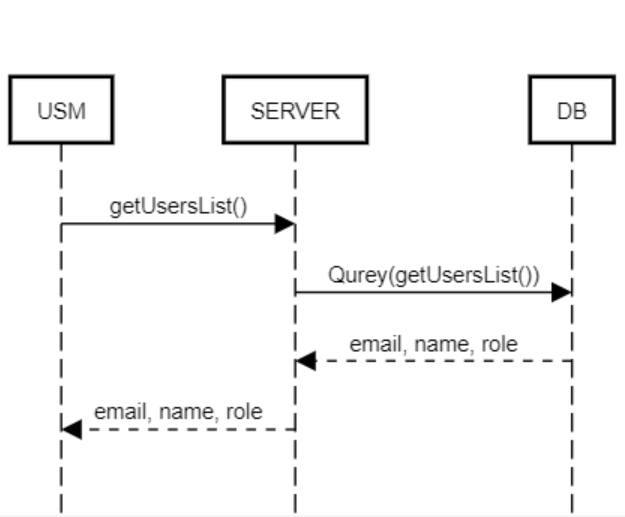 USM
SERVER
DB
getUsersList()
Qurey(getUsersList())
email, name, role
email, name, role